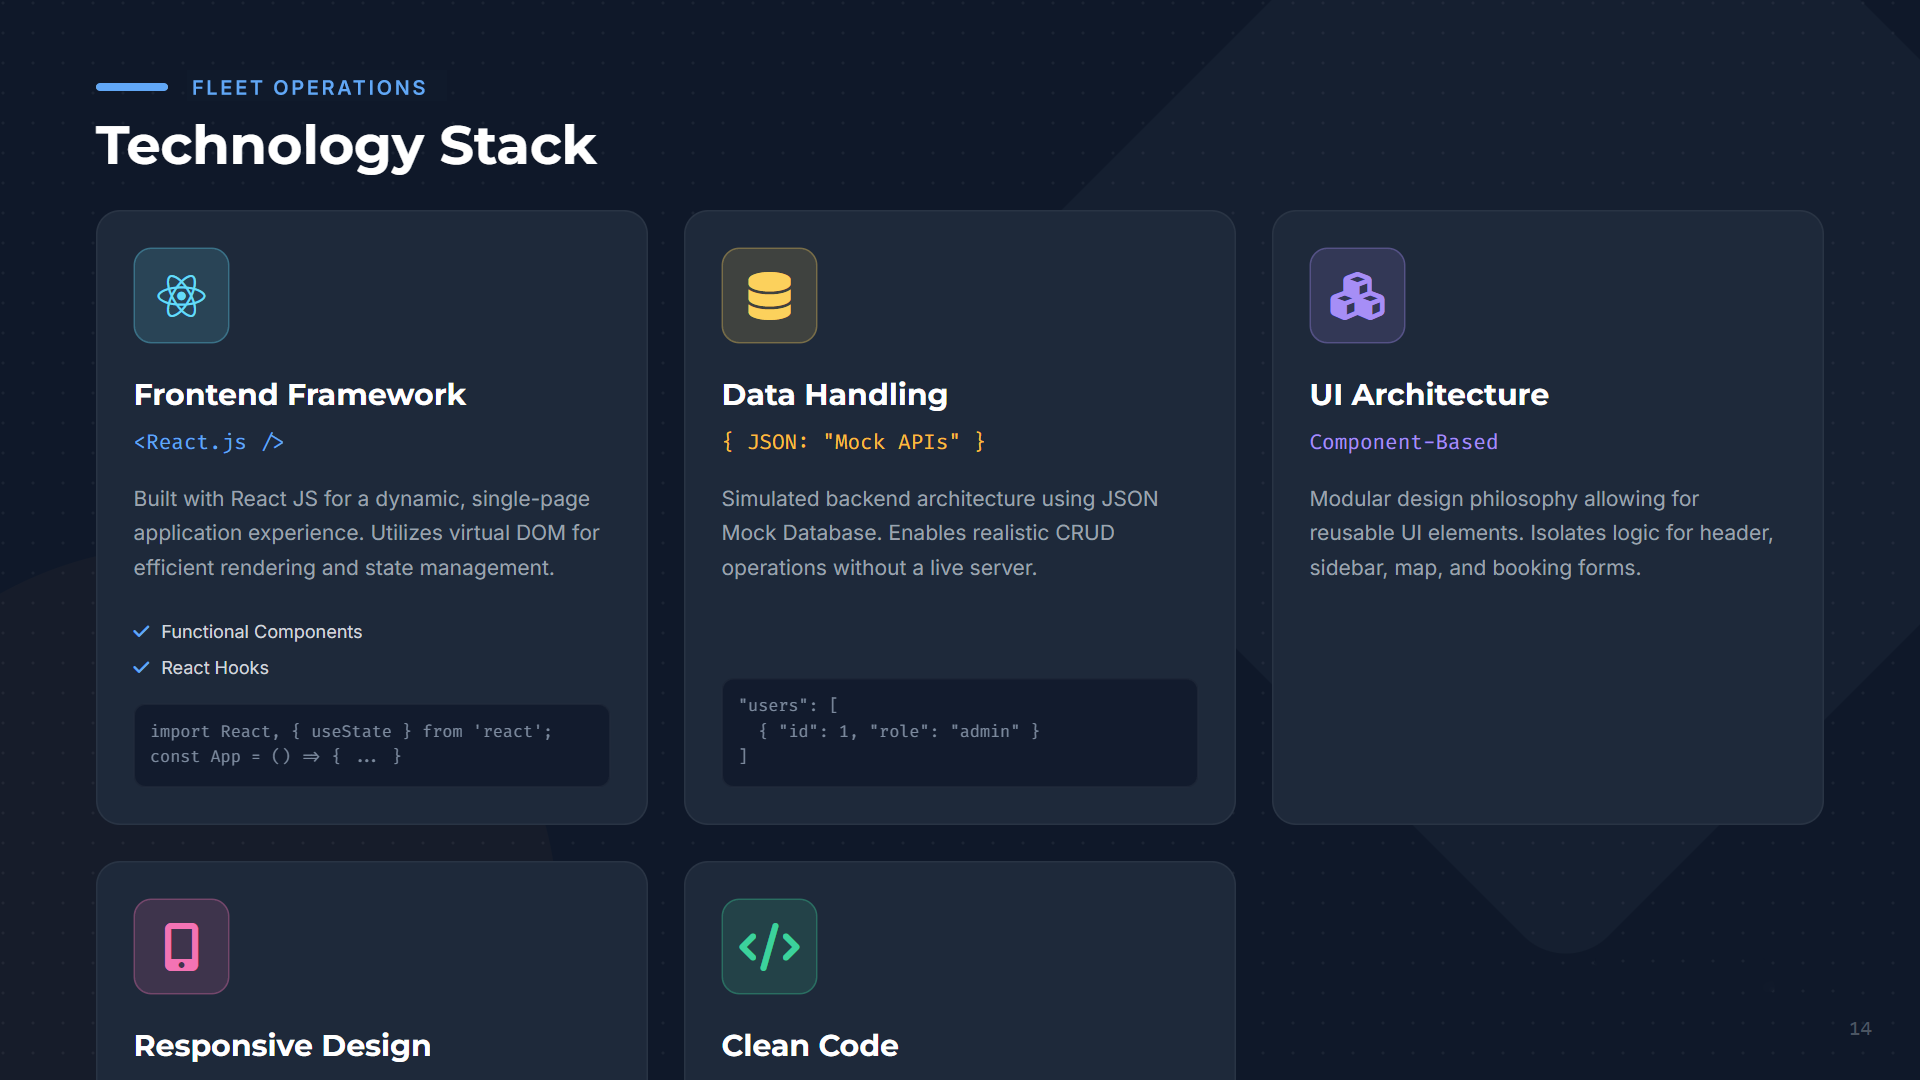 FLEET OPERATIONS
Technology Stack
Frontend Framework
<React.js />
Built with React JS for a dynamic, single-page
application experience. Utilizes virtual DOM for
efficient rendering and state management.
Functional Components
React Hooks
import React, { useState } from 'react';
const App = () => { ... }
Data Handling
{ JSON: "Mock APIs" }
Simulated backend architecture using JSON
Mock Database. Enables realistic CRUD
operations without a live server.
"users": [
  { "id": 1, "role": "admin" }
]
UI Architecture
Component-Based
Modular design philosophy allowing for
reusable UI elements. Isolates logic for header,
sidebar, map, and booking forms.
Responsive Design
Clean Code
14